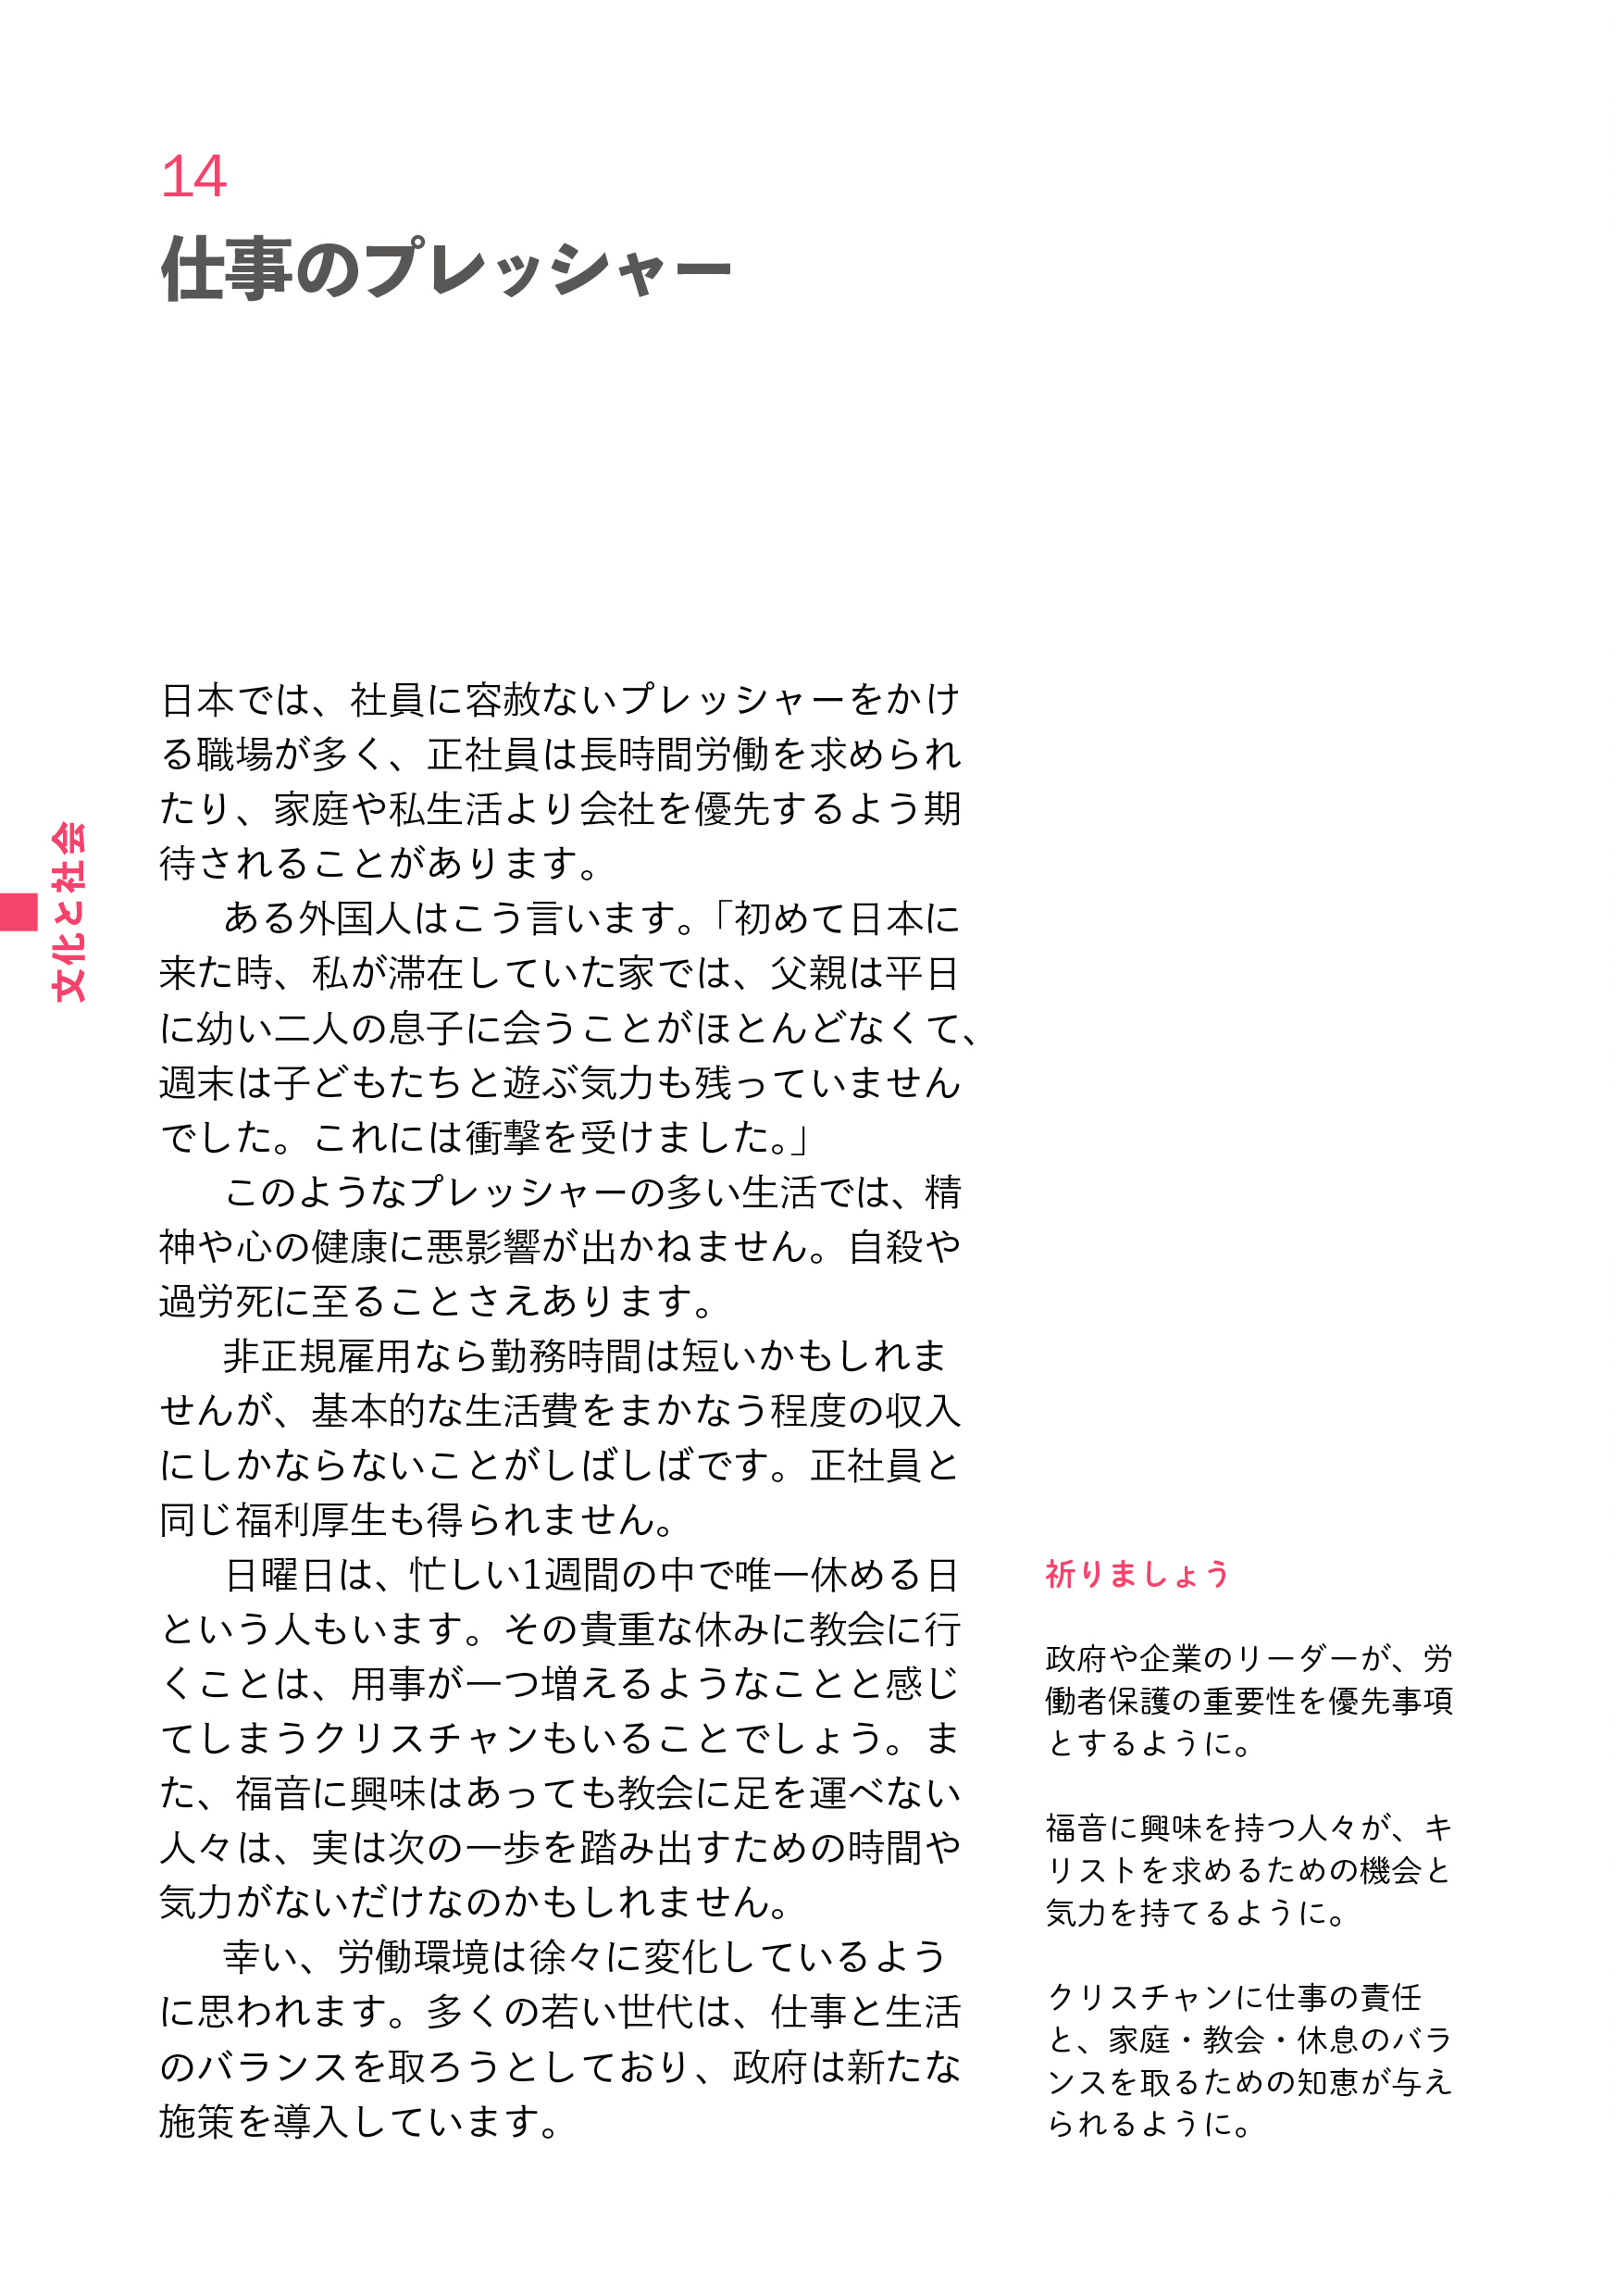 14
仕事のプレッシャー
文化と社会
日本では、社員に容赦ないプレッシャーをかけ
る職場が多く、正社員は長時間労働を求められ
たり、家庭や私生活より会社を優先するよう期
待されることがあります。
ある外国人はこう言います。「初めて日本に
来た時、私が滞在していた家では、父親は平日
に幼い二人の息子に会うことがほとんどなくて、
週末は子どもたちと遊ぶ気力も残っていません
でした。これには衝撃を受けました。」
このようなプレッシャーの多い生活では、精
神や心の健康に悪影響が出かねません。自殺や
過労死に至ることさえあります。
非正規雇用なら勤務時間は短いかもしれま
せんが、基本的な生活費をまかなう程度の収入
にしかならないことがしばしばです。正社員と
同じ福利厚生も得られません。
日曜日は、忙しい1週間の中で唯一休める日
という人もいます。その貴重な休みに教会に行
くことは、用事が一つ増えるようなことと感じ
てしまうクリスチャンもいることでしょう。ま
た、福音に興味はあっても教会に足を運べない
人々は、実は次の一歩を踏み出すための時間や
気力がないだけなのかもしれません。
幸い、労働環境は徐々に変化しているよう
に思われます。多くの若い世代は、仕事と生活
のバランスを取ろうとしており、政府は新たな
施策を導入しています。
祈りましょう
政府や企業のリーダーが、労
働者保護の重要性を優先事項
とするように。
福音に興味を持つ人々が、キ
リストを求めるための機会と
気力を持てるように。
クリスチャンに仕事の責任
と、家庭・教会・休息のバラ
ンスを取るための知恵が与え
られるように。